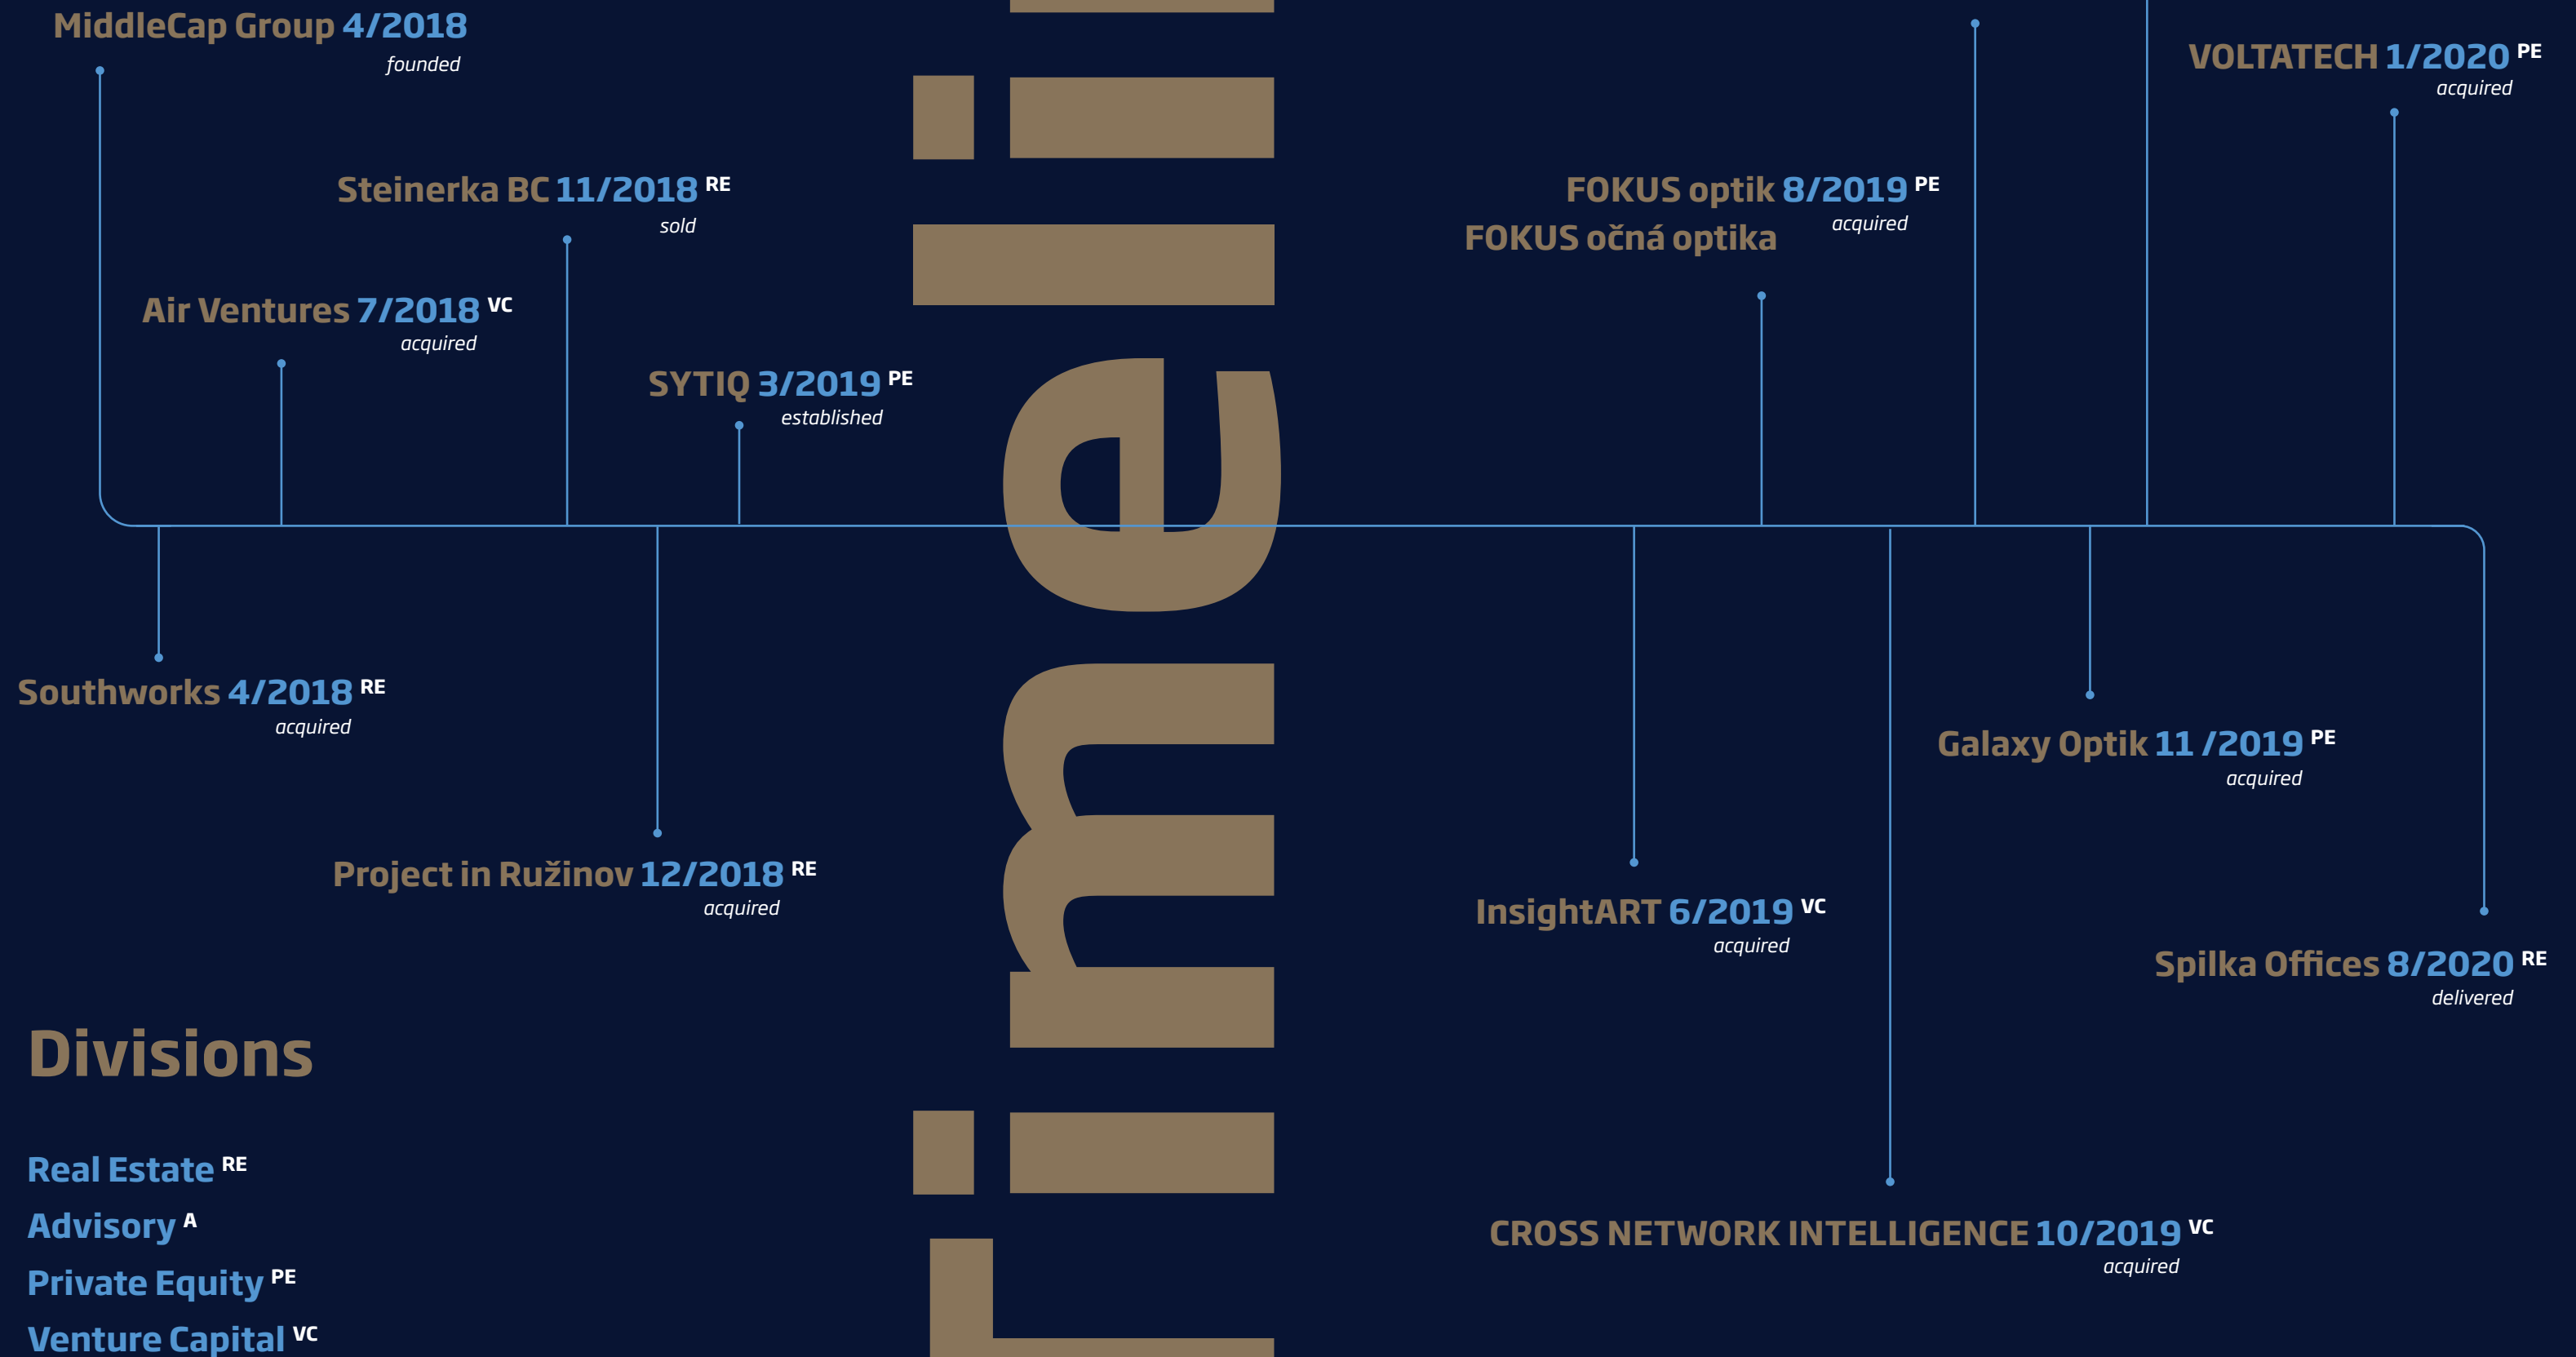 MiddleCap Group 4/2018
founded
Steinerka BC 11/2018 RE
sold
Air Ventures 7/2018 VC
acquired
SYTIQ 3/2019 PE
established
Southworks 4/2018 RE
acquired
Project in Ružinov 12/2018 RE
acquired
Divisions
Real Estate RE
Advisory A
Private Equity PE
Venture Capital VC
Timeli
VOLTATECH 1/2020 PE
acquired
FOKUS optik 8/2019 PE
acquired
FOKUS očná optika
Galaxy Optik 11 /2019 PE
acquired
InsightART 6/2019 VC
acquired
Spilka Offices 8/2020 RE
delivered
CROSS NETWORK INTELLIGENCE 10/2019 VC
acquired